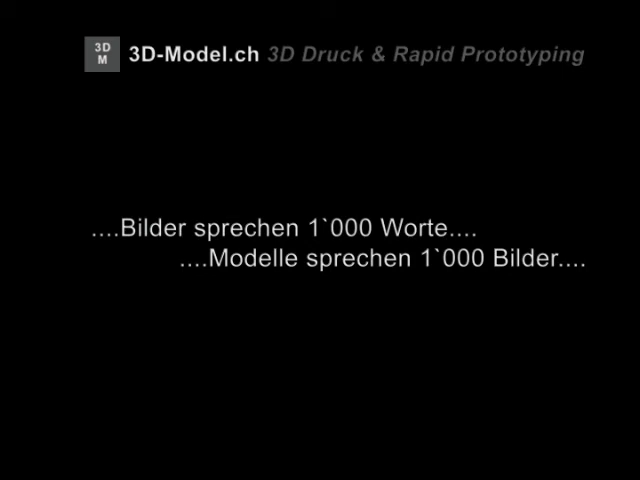 3D
M
3D-Model.ch 3D Druck & Rapid Prototyping
....Bilder sprechen 1`000 Worte....
....Modelle sprechen 1`000 Bilder....